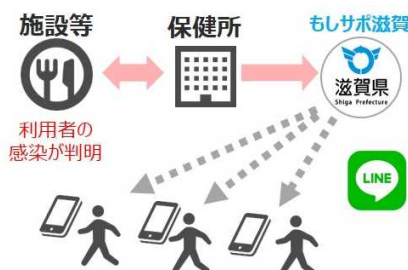 施設等
保健所
もしサポ滋賀
滋賀県
Shiga Prefecture
利用者の
感染が判明
LINE